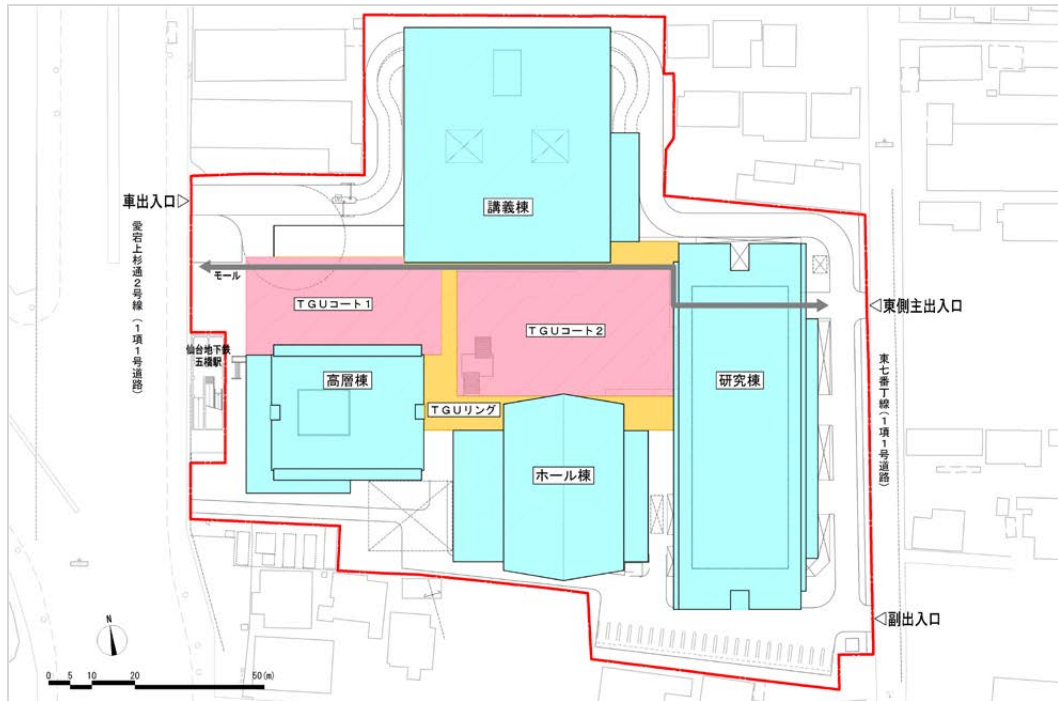 講義棟
車出入口▷
愛宕上杉通2号線（1項1号道路）
モール
TGUコート1
◁東側主出入口
TGUコート2
仙台地下鉄
五橋駅
高層棟
研究棟
東七番丁線（1項1号道路）
TGUリング
ホール棟
◁副出入口
N
0 5 10 20 50(m)